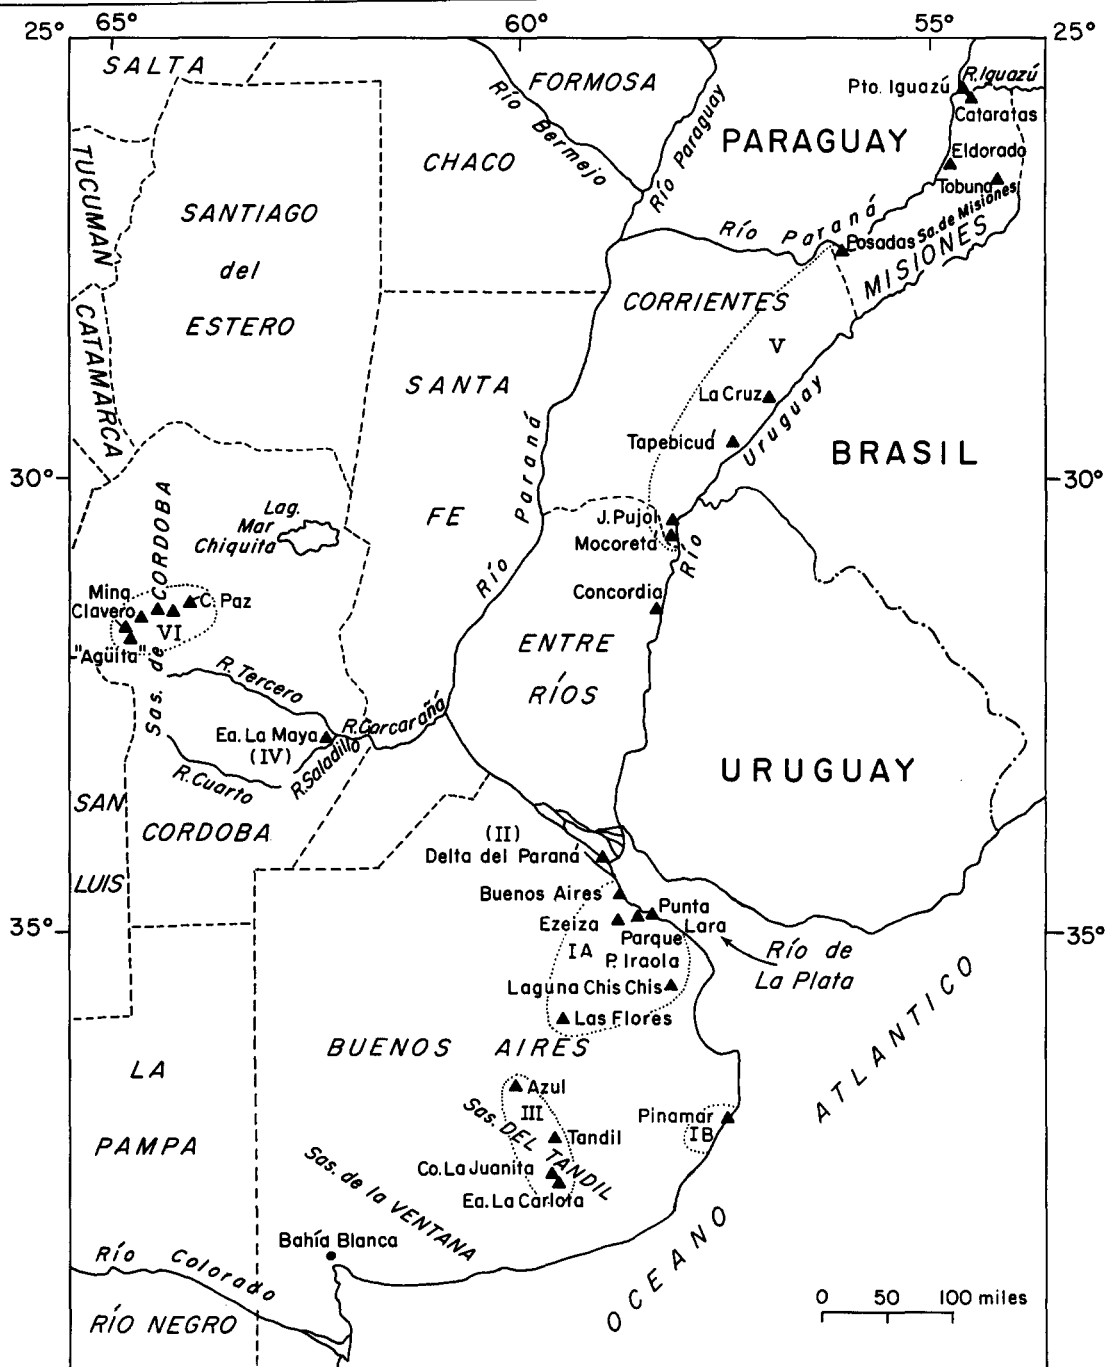 65° 60° 55°
25° 25°
SALTA
FORMOSA
R. Iguazú
Pto. Iguazú
Cataratas
Río Bermejo
Río Paraguay
PARAGUAY
TUCUMAN
CHACO
Eldorado
Tobuna
Sa. de Misiones
SANTIAGO
del
ESTERO
Río Paraná
Posadas
MISIONES
CATAMARCA
CORRIENTES
V
SANTA
FE
La Cruz
Tapebicuá
Río Uruguay
BRASIL
30° 30°
Río Paraná
Lag.
Mar
Chiquita
J. Pujol
Mocoretá
Sas. de CORDOBA
Mina
Clavero
C. Paz
VI
"Agüita"
Concordia
ENTRE
RÍOS
R. Tercero
Ea. La Maya
(IV)
R. Carcarañá
R. Saladillo
R. Cuarto
URUGUAY
SAN
LUIS
CORDOBA
(II)
Delta del Paraná
Buenos Aires
Punta
Lara
Ezeiza
Parque
P. Iraola
IA
35° 35°
Río de
La Plata
Laguna Chis Chis
Las Flores
BUENOS AIRES
LA
PAMPA
Azul
III
Sas. DEL TANDIL
Tandil
Pinamar
IB
Co. La Juanita
Ea. La Carlota
Sas. de la VENTANA
OCEANO ATLANTICO
Bahía Blanca
Río Colorado
RÍO NEGRO
0 50 100 miles